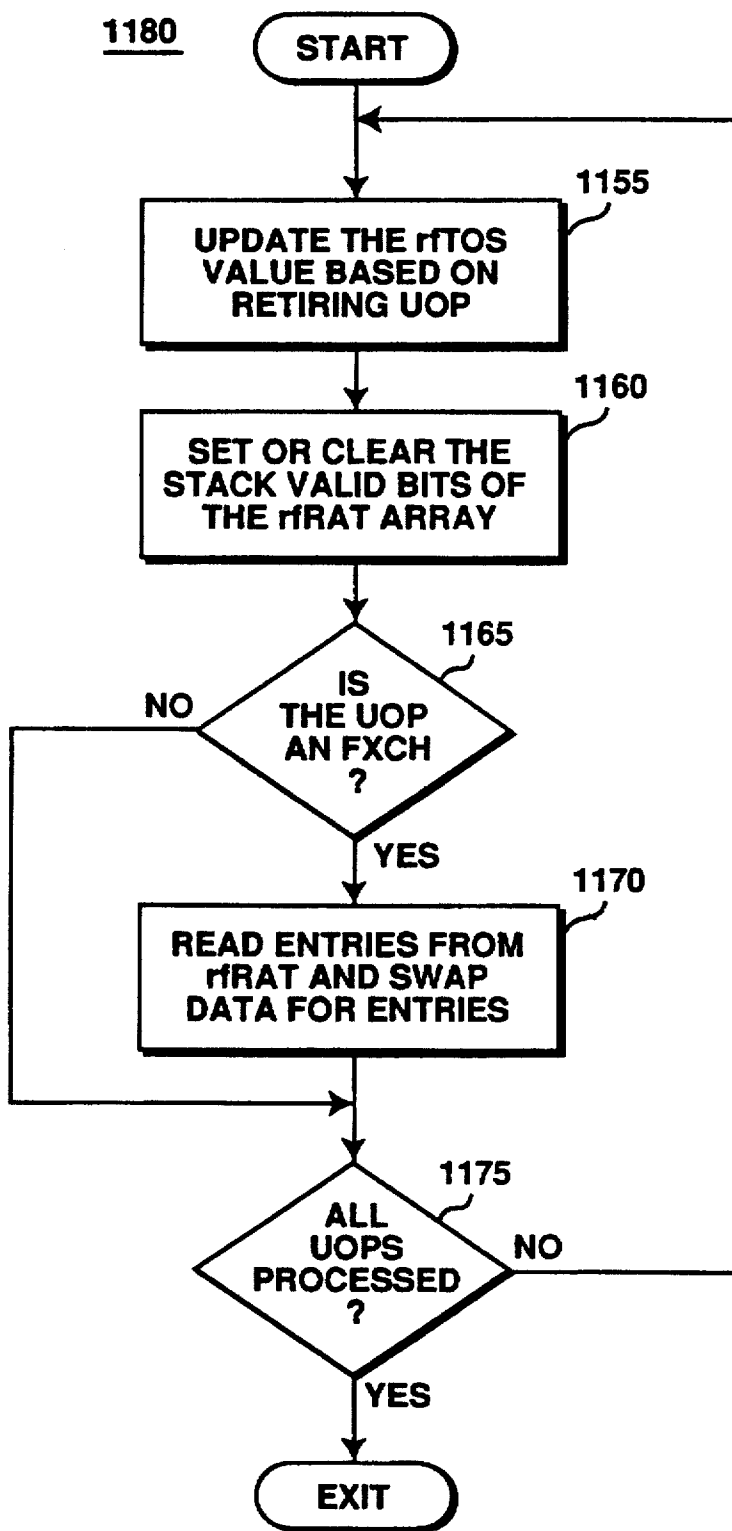 1180
START
1155
UPDATE THE rfTOS
VALUE BASED ON
RETIRING UOP
1160
SET OR CLEAR THE
STACK VALID BITS OF
THE rfRAT ARRAY
1165
IS
THE UOP
AN FXCH
?
NO
YES
1170
READ ENTRIES FROM
rfRAT AND SWAP
DATA FOR ENTRIES
1175
ALL
UOPS
PROCESSED
?
NO
YES
EXIT